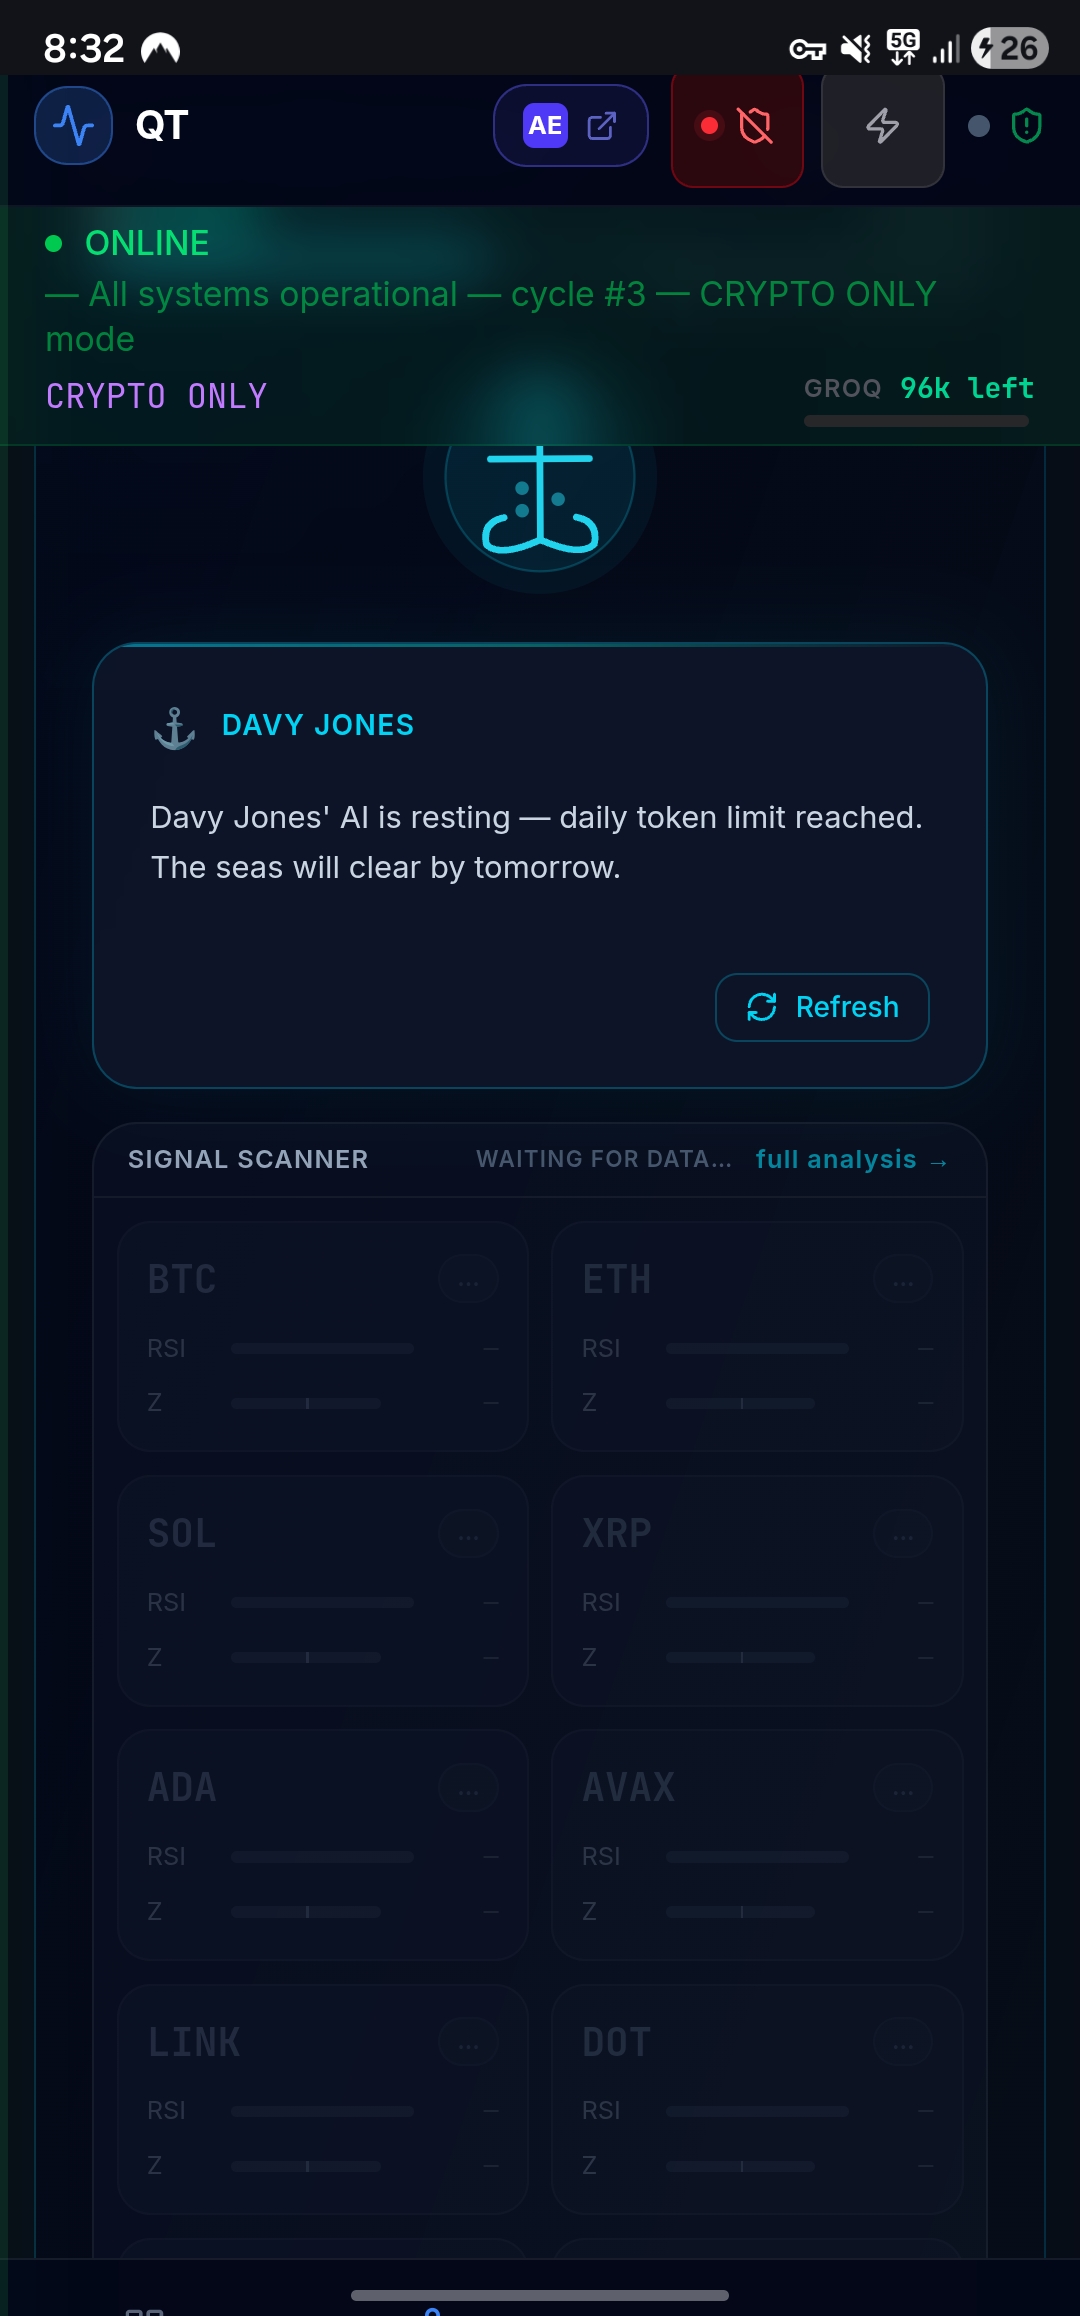 8:32
5G
26
QT
AE
ONLINE
— All systems operational — cycle #3 — CRYPTO ONLY
mode
CRYPTO ONLY
GROQ 96k left
DAVY JONES
Davy Jones' AI is resting — daily token limit reached.
The seas will clear by tomorrow.
Refresh
SIGNAL SCANNER WAITING FOR DATA... full analysis →
BTC ... ETH ...
RSI — RSI —
Z — Z —
SOL ... XRP ...
RSI — RSI —
Z — Z —
ADA ... AVAX ...
RSI — RSI —
Z — Z —
LINK ... DOT ...
RSI — RSI —
Z — Z —